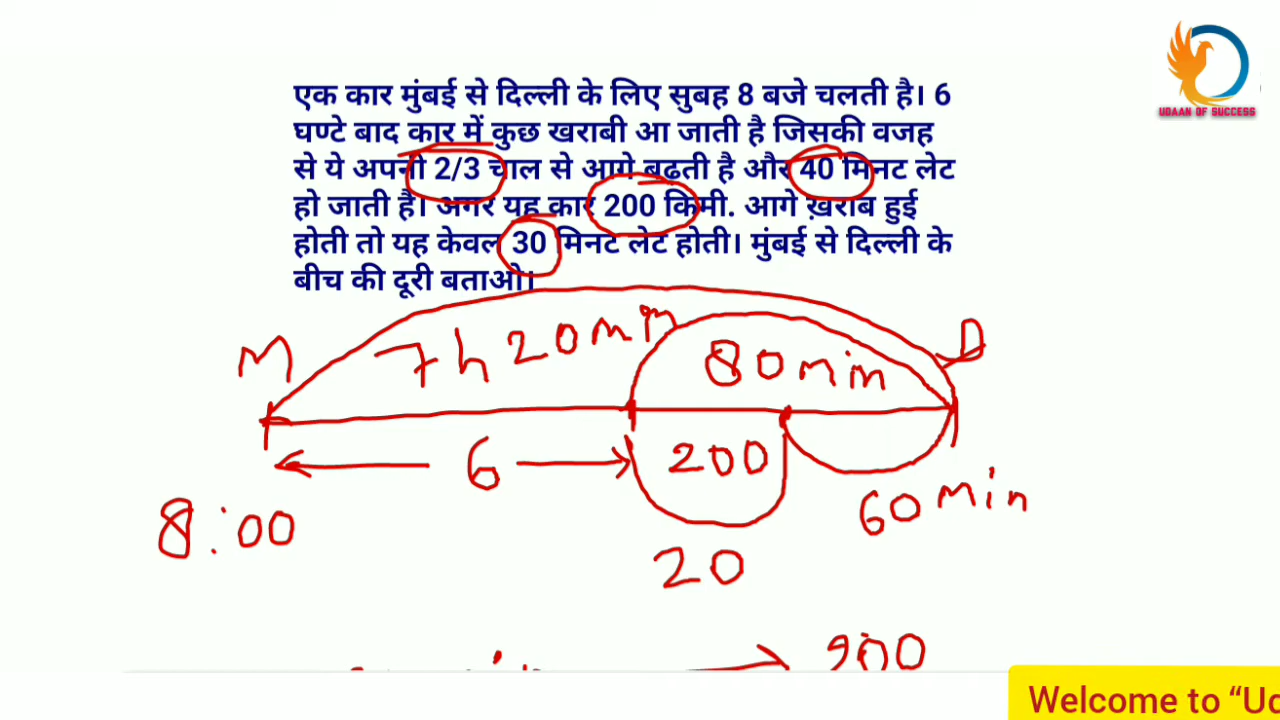 UDAAN OF SUCCESS
एक कार मुंबई से दिल्ली के लिए सुबह 8 बजे चलती है। 6
घण्टे बाद कार में कुछ खराबी आ जाती है जिसकी वजह
से ये अपनी 2/3 चाल से आगे बढ़ती है और 40 मिनट लेट
हो जाती है। अगर यह कार 200 किमी. आगे ख़राब हुई
होती तो यह केवल 30 मिनट लेट होती। मुंबई से दिल्ली के
बीच की दूरी बताओ।
M 7h 20min 80min D
6 200 60min
8:00
20
200
Welcome to “Ud